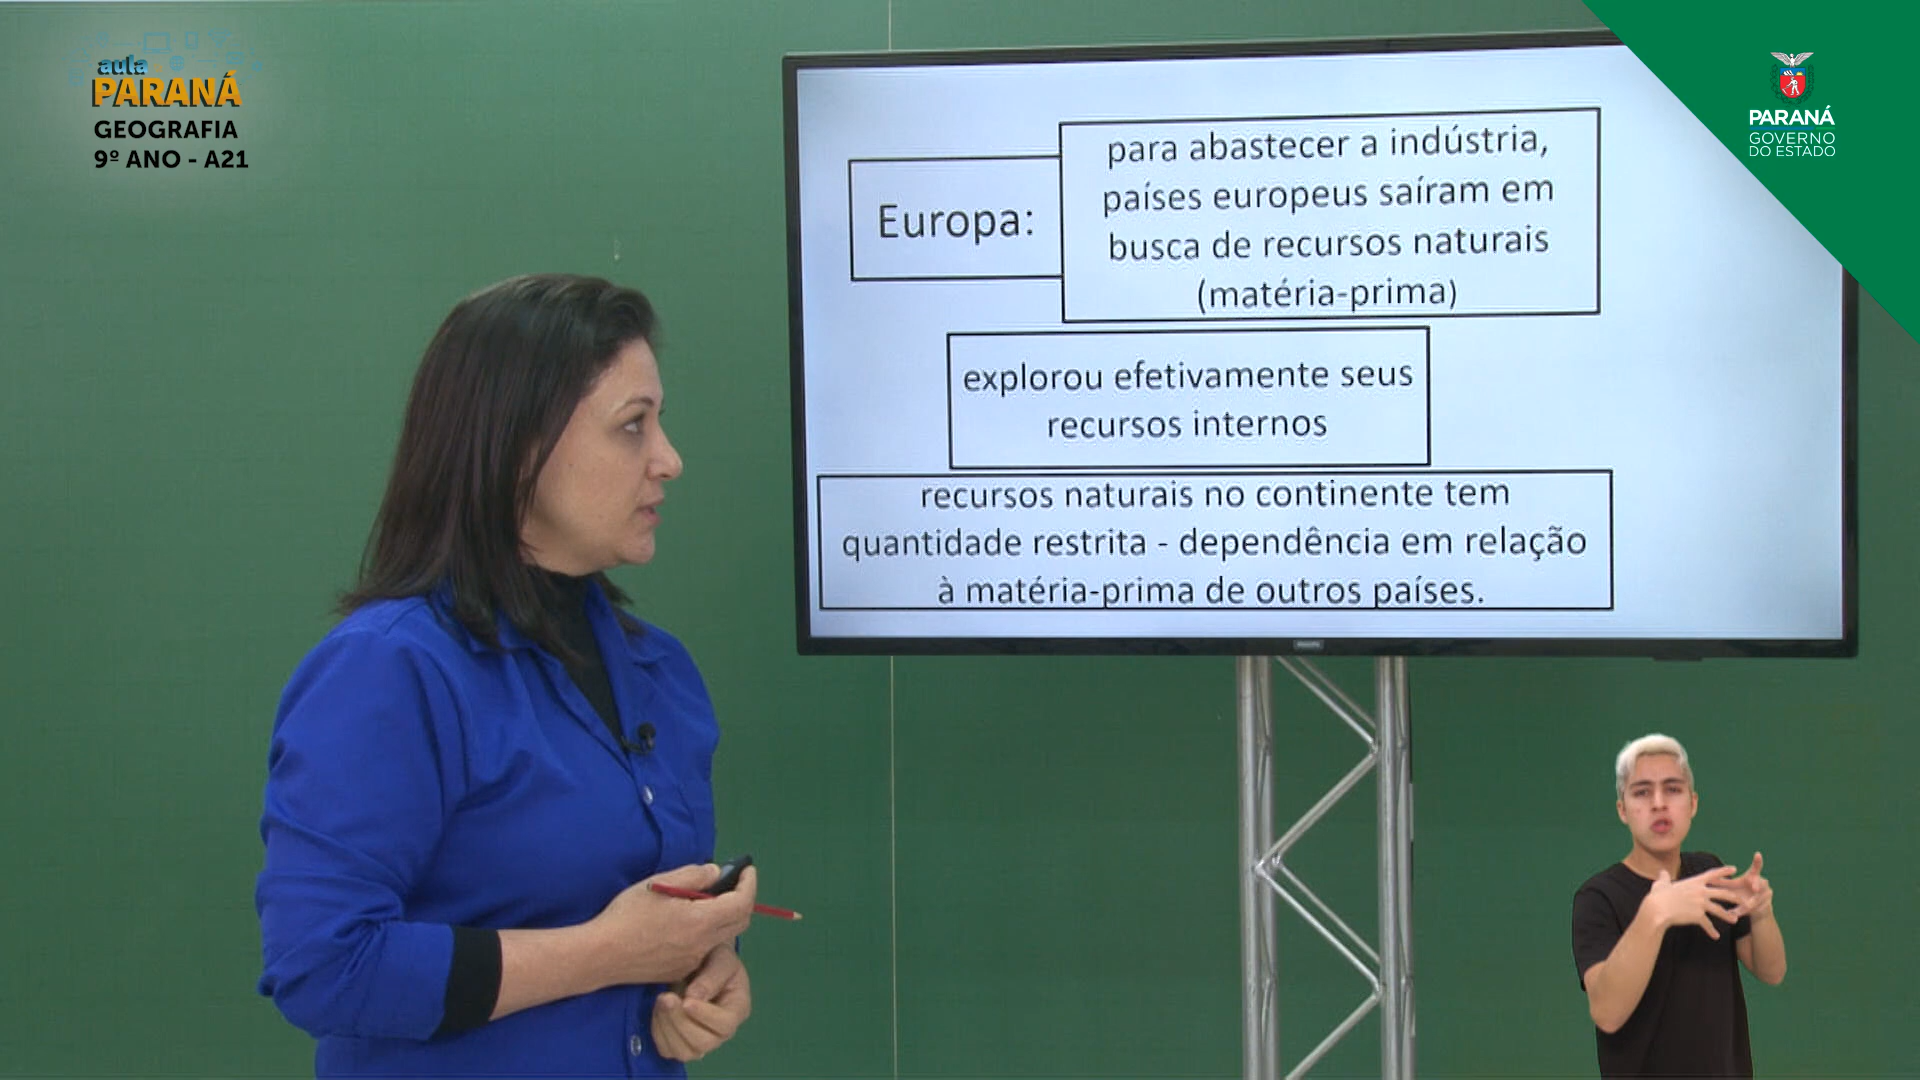 aula
PARANÁ
GEOGRAFIA
9º ANO - A21
PARANÁ
GOVERNO
DO ESTADO
Europa:
para abastecer a indústria,
países europeus saíram em
busca de recursos naturais
(matéria-prima)
explorou efetivamente seus
recursos internos
recursos naturais no continente tem
quantidade restrita - dependência em relação
à matéria-prima de outros países.